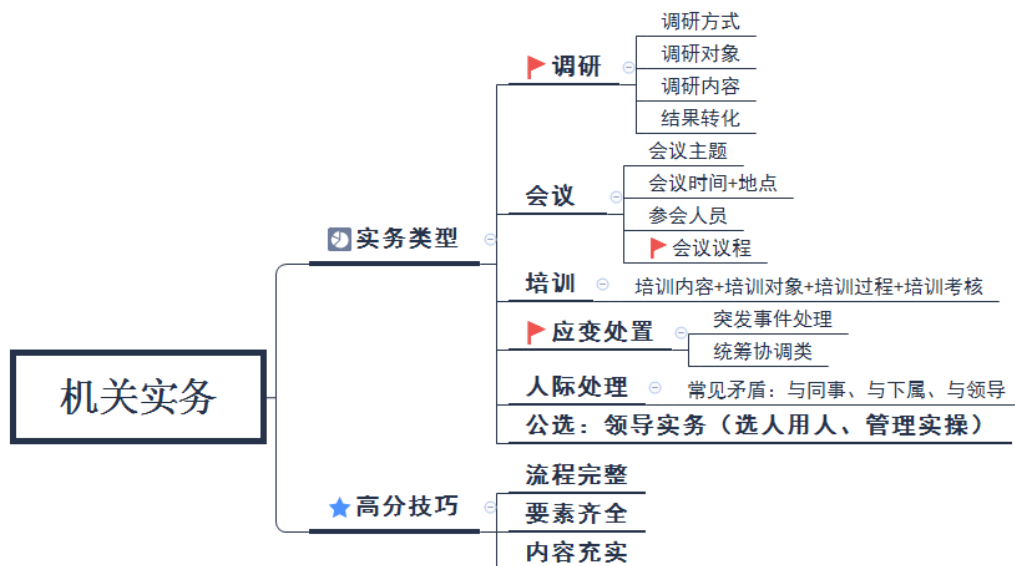 机关实务
实务类型
调研
调研方式
调研对象
调研内容
结果转化
会议
会议主题
会议时间+地点
参会人员
会议议程
培训
培训内容+培训对象+培训过程+培训考核
应变处置
突发事件处理
统筹协调类
人际处理
常见矛盾：与同事、与下属、与领导
公选：领导实务（选人用人、管理实操）
高分技巧
流程完整
要素齐全
内容充实